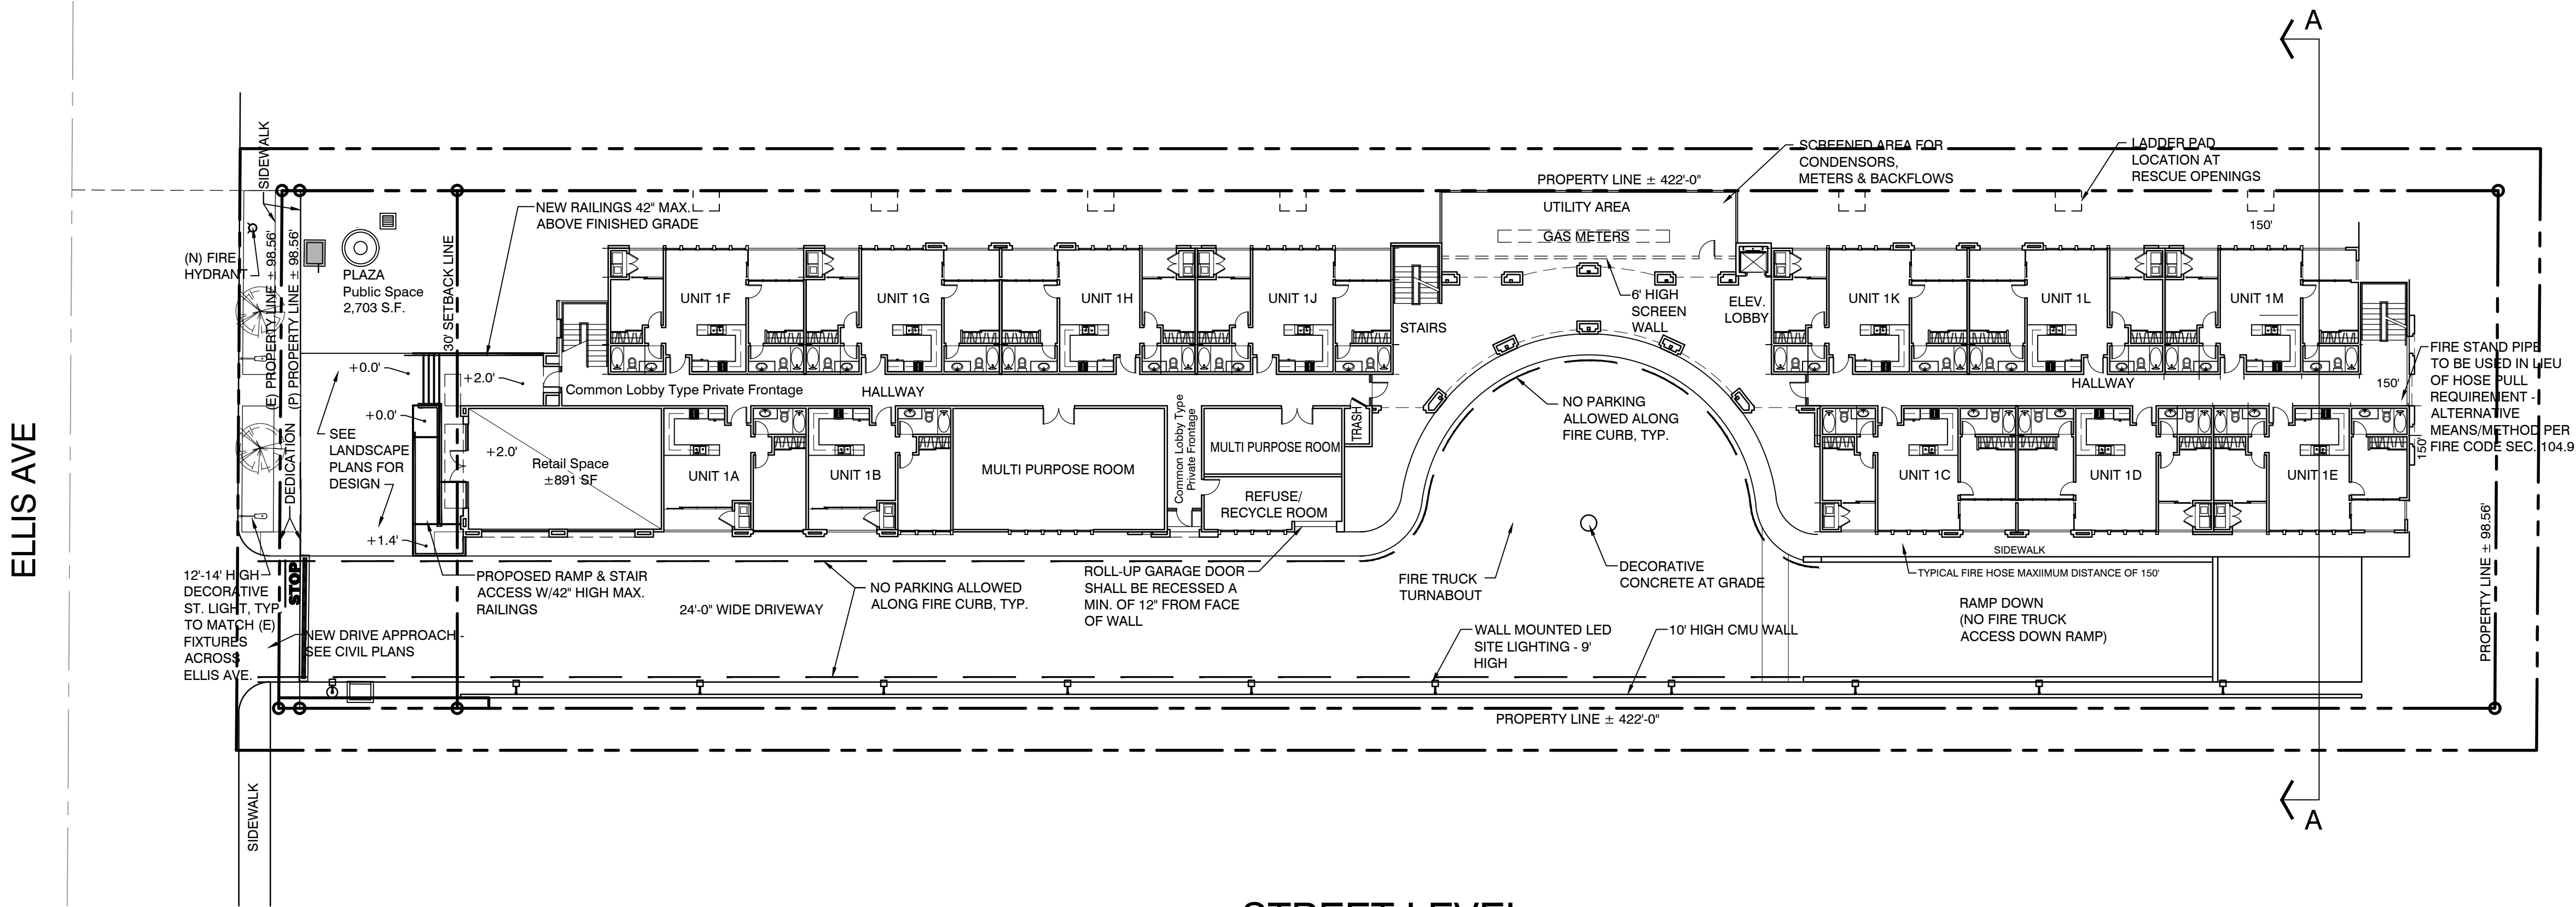 A
SIDEWALK
SCREENED AREA FOR
CONDENSORS,
METERS & BACKFLOWS
LADDER PAD
LOCATION AT
RESCUE OPENINGS
PROPERTY LINE ± 422'-0"
NEW RAILINGS 42" MAX.
ABOVE FINISHED GRADE
UTILITY AREA
GAS METERS
150'
(N) FIRE
HYDRANT
(E) PROPERTY LINE ± 98.56'
(P) PROPERTY LINE ± 98.56'
DEDICATION
PLAZA
Public Space
2,703 S.F.
30' SETBACK LINE
UNIT 1F
UNIT 1G
UNIT 1H
UNIT 1J
STAIRS
6' HIGH
SCREEN
WALL
ELEV.
LOBBY
UNIT 1K
UNIT 1L
UNIT 1M
FIRE STAND PIPE
TO BE USED IN LIEU
OF HOSE PULL
REQUIREMENT -
ALTERNATIVE
MEANS/METHOD PER
FIRE CODE SEC. 104.9
+0.0'
+2.0'
Common Lobby Type Private Frontage
HALLWAY
HALLWAY
150'
150'
+0.0'
SEE
LANDSCAPE
PLANS FOR
DESIGN
+1.4'
+2.0'
Retail Space
±891 SF
UNIT 1A
UNIT 1B
MULTI PURPOSE ROOM
Common Lobby Type
Private Frontage
MULTI PURPOSE ROOM
TRASH
REFUSE/
RECYCLE ROOM
NO PARKING
ALLOWED ALONG
FIRE CURB, TYP.
UNIT 1C
UNIT 1D
UNIT 1E
ELLIS AVE
PROPERTY LINE ± 98.56'
SIDEWALK
TYPICAL FIRE HOSE MAXIIMUM DISTANCE OF 150'
12'-14' HIGH
DECORATIVE
ST. LIGHT, TYP.
TO MATCH (E)
FIXTURES
ACROSS
ELLIS AVE.
STOP
PROPOSED RAMP & STAIR
ACCESS W/42" HIGH MAX.
RAILINGS
24'-0" WIDE DRIVEWAY
NO PARKING ALLOWED
ALONG FIRE CURB, TYP.
ROLL-UP GARAGE DOOR
SHALL BE RECESSED A
MIN. OF 12" FROM FACE
OF WALL
FIRE TRUCK
TURNABOUT
DECORATIVE
CONCRETE AT GRADE
RAMP DOWN
(NO FIRE TRUCK
ACCESS DOWN RAMP)
NEW DRIVE APPROACH -
SEE CIVIL PLANS
WALL MOUNTED LED
SITE LIGHTING - 9'
HIGH
10' HIGH CMU WALL
PROPERTY LINE ± 422'-0"
SIDEWALK
A
STREET LEVEL